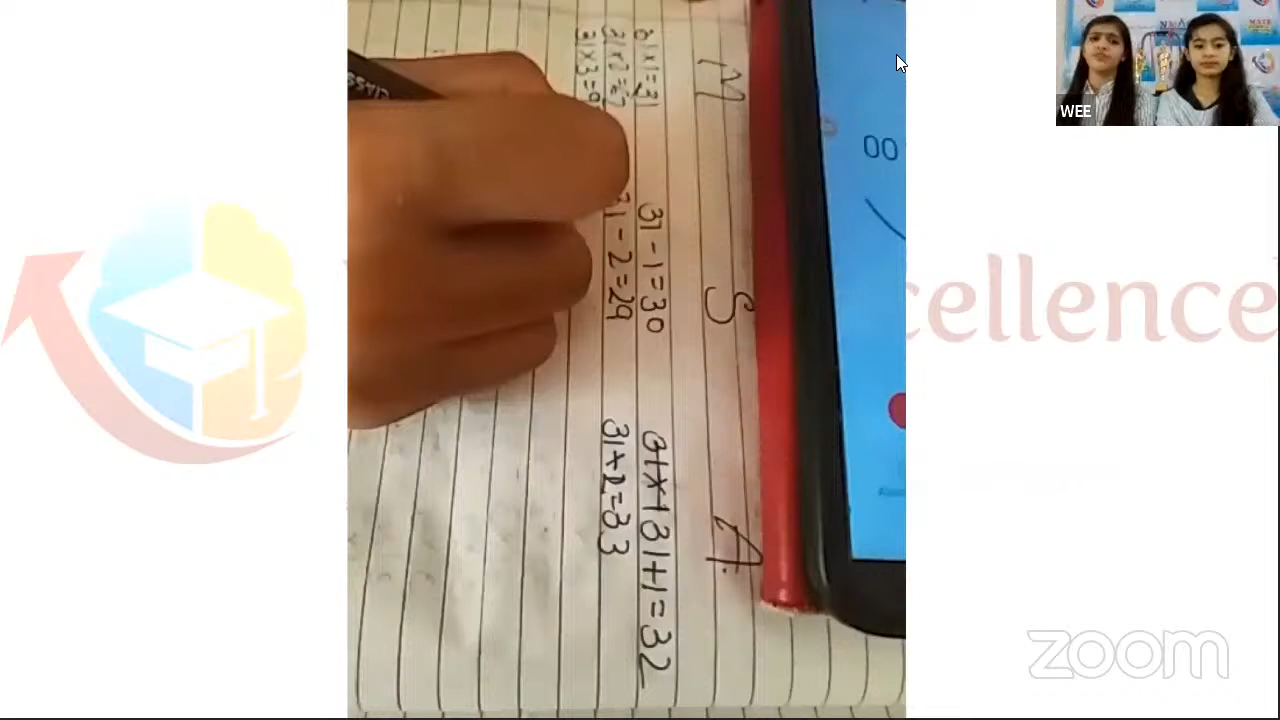 M S A.
31×1=31 31-1=30 31×1 31+1=32
31×2=62 31-2=29 31+2=33
31×3=9
00
cellence
WEE
zoom